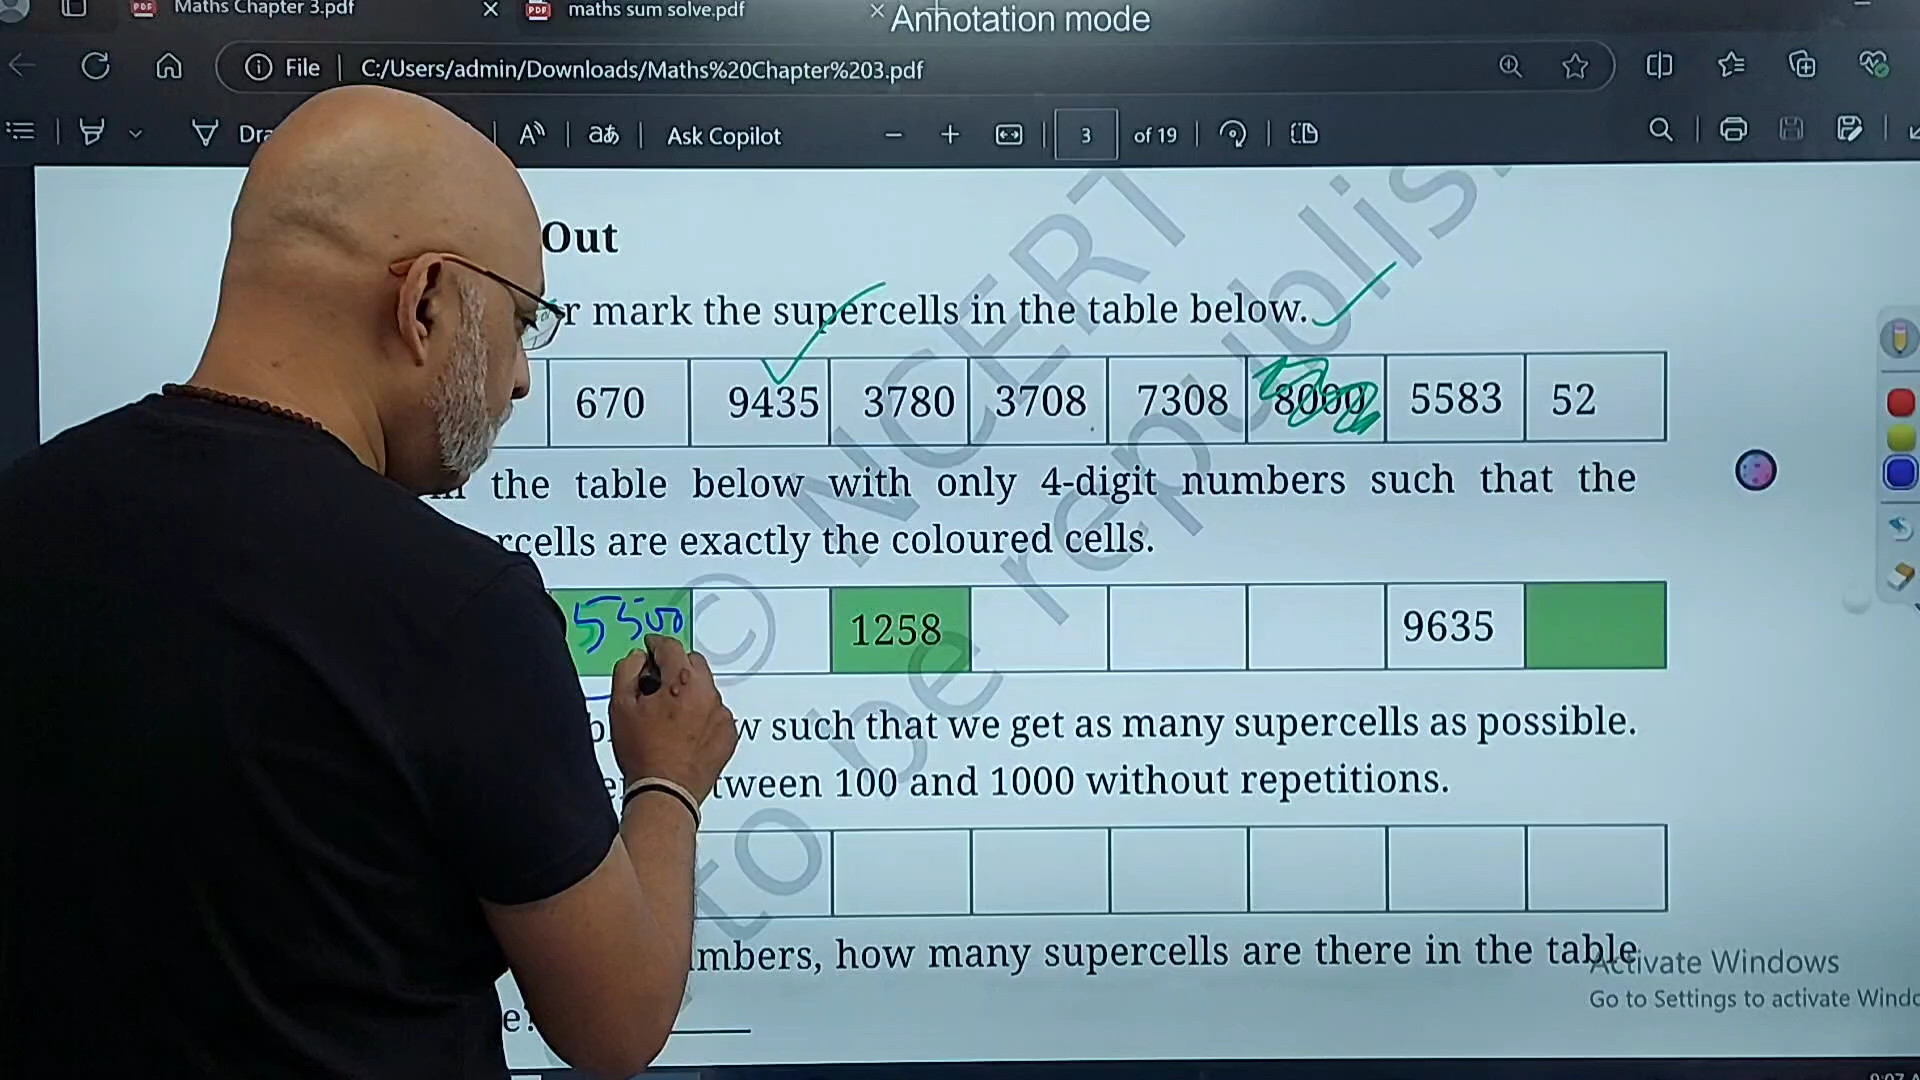 Maths Chapter 3.pdf
maths sum solve.pdf
Annotation mode
File
C:/Users/admin/Downloads/Maths%20Chapter%203.pdf
Ask Copilot
3
of 19
Out
r mark the supercells in the table below.
670 9435 3780 3708 7308 8000 5583 52
the table below with only 4-digit numbers such that the
rcells are exactly the coloured cells.
5500 1258 9635
w such that we get as many supercells as possible.
tween 100 and 1000 without repetitions.
mbers, how many supercells are there in the table
e?
© NCERT
to be republis
Activate Windows
Go to Settings to activate Windo